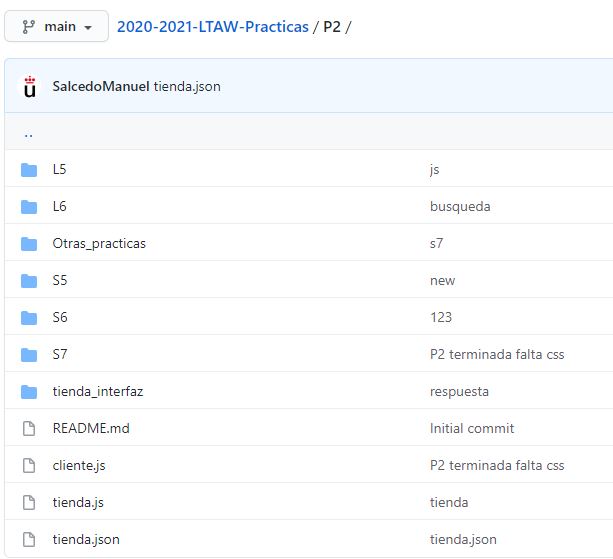 main
2020-2021-LTAW-Practicas / P2 /
SalcedoManuel tienda.json
..
L5 js
L6 busqueda
Otras_practicas s7
S5 new
S6 123
S7 P2 terminada falta css
tienda_interfaz respuesta
README.md Initial commit
cliente.js P2 terminada falta css
tienda.js tienda
tienda.json tienda.json